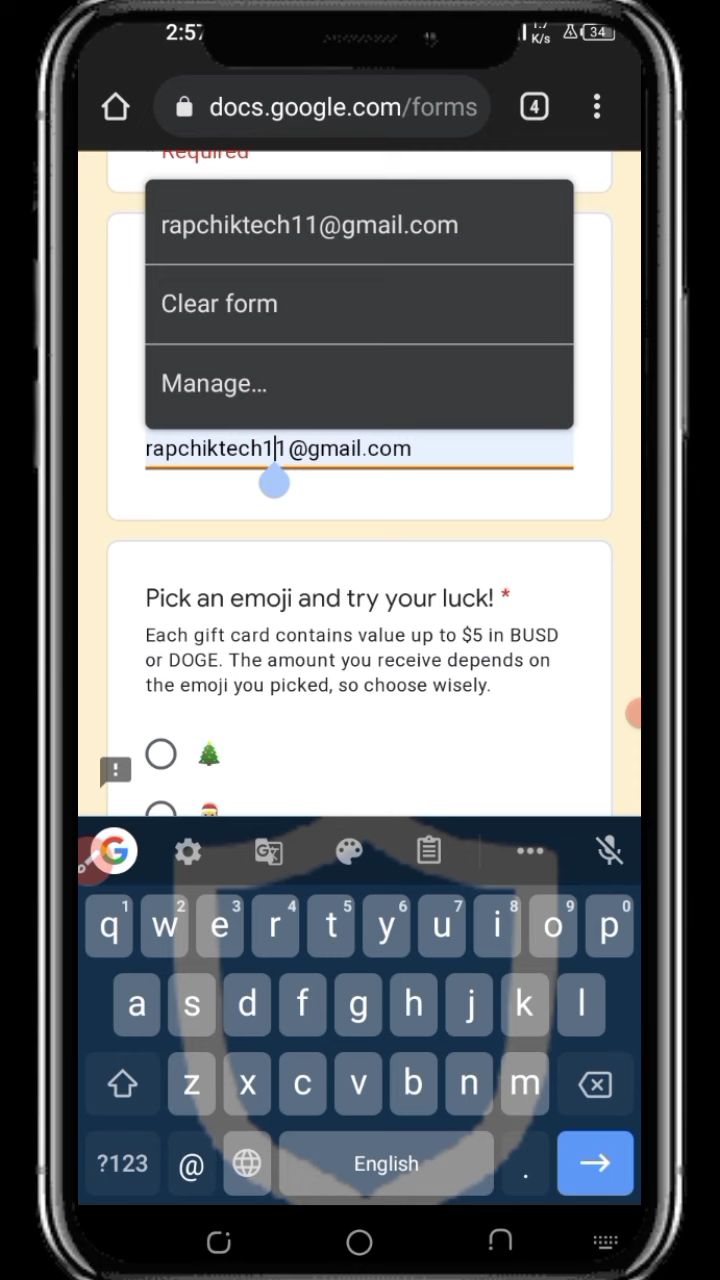 2:57
K/s
34
docs.google.com/forms
4
Required
rapchiktech11@gmail.com
Clear form
Manage...
rapchiktech11@gmail.com
Pick an emoji and try your luck! *
Each gift card contains value up to $5 in BUSD
or DOGE. The amount you receive depends on
the emoji you picked, so choose wisely.
!
G
1 2 3 4 5 6 7 8 9 0
q w e r t y u i o p
a s d f g h j k l
z x c v b n m
?123 @ English .